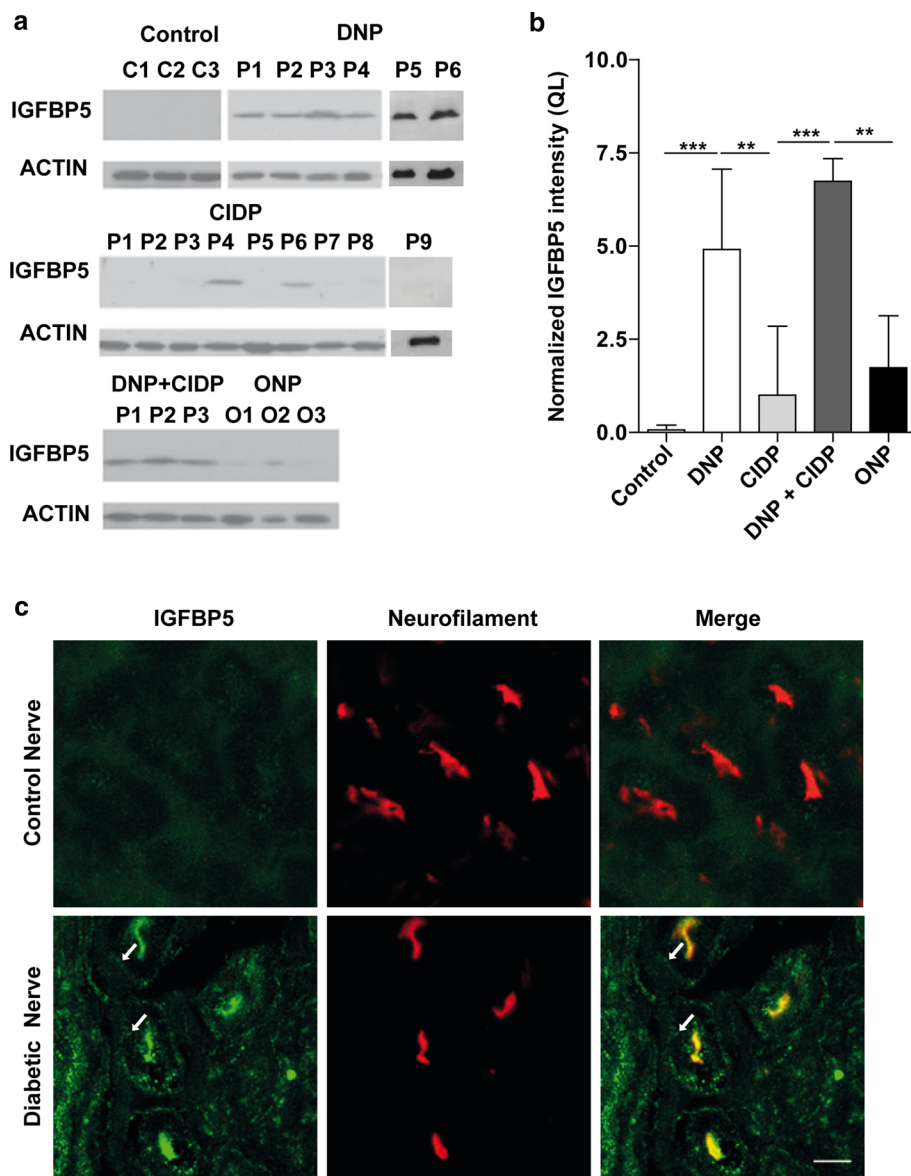 a
Control DNP
C1 C2 C3 P1 P2 P3 P4 P5 P6
IGFBP5
ACTIN
CIDP
P1 P2 P3 P4 P5 P6 P7 P8 P9
IGFBP5
ACTIN
DNP+CIDP ONP
P1 P2 P3 O1 O2 O3
IGFBP5
ACTIN
b
Normalized IGFBP5 intensity (QL)
10.0
7.5
5.0
2.5
0.0
*** ** *** **
Control DNP CIDP DNP + CIDP ONP
c
IGFBP5 Neurofilament Merge
Control Nerve
Diabetic Nerve